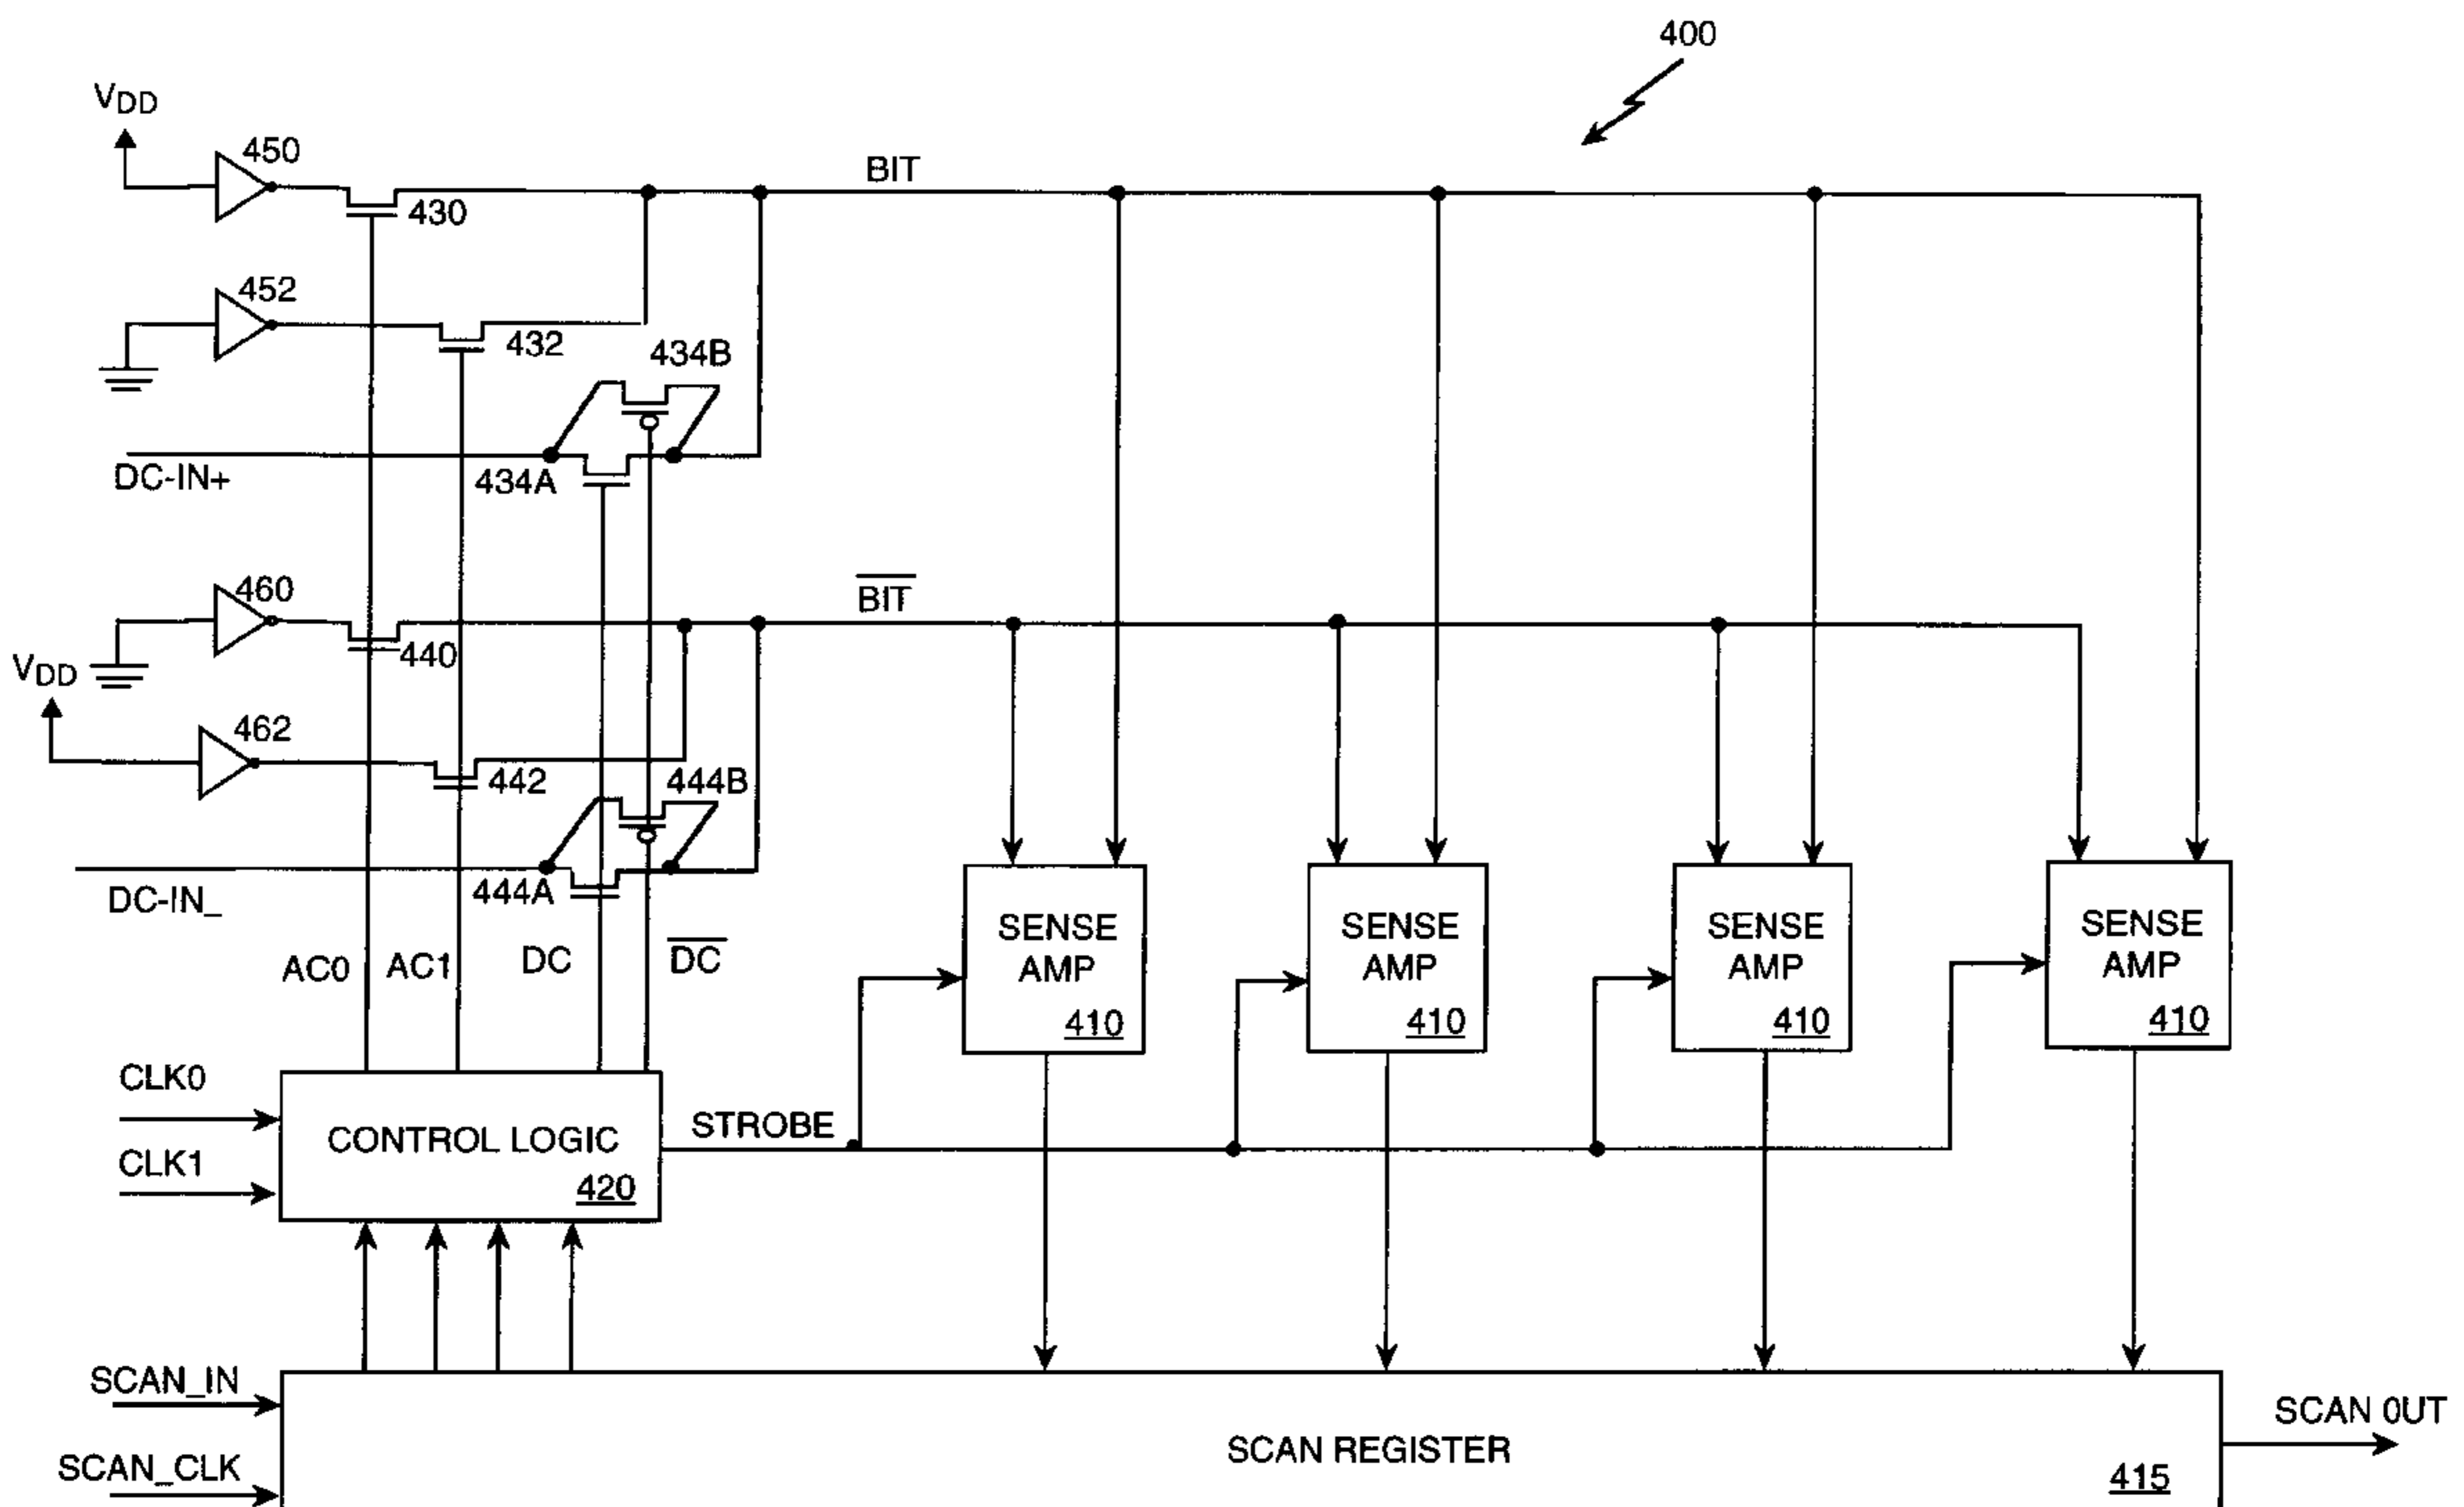 400
VDD
450
BIT
430
452
432
434B
DC-IN+
434A
460
BIT
440
VDD
462
442
444B
444A
DC-IN_
AC0
AC1
DC
DC
SENSE
AMP
410
SENSE
AMP
410
SENSE
AMP
410
SENSE
AMP
410
CLK0
CLK1
CONTROL LOGIC
420
STROBE
SCAN_IN
SCAN_CLK
SCAN REGISTER
415
SCAN 0UT